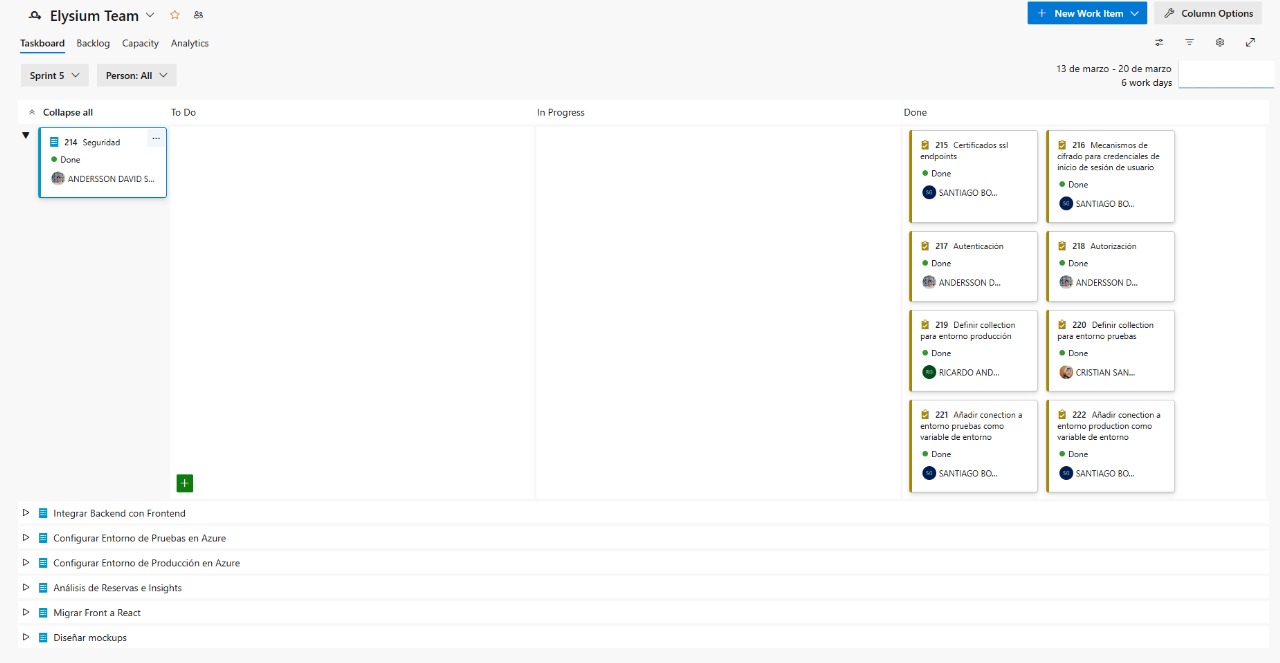 Elysium Team
New Work Item
Column Options
Taskboard Backlog Capacity Analytics
Sprint 5 Person: All
13 de marzo - 20 de marzo
6 work days
Collapse all To Do In Progress Done
214 Seguridad
Done
ANDERSSON DAVID S...
215 Certificados ssl
endpoints
Done
SG SANTIAGO BO...
216 Mecanismos de
cifrado para credenciales de
inicio de sesión de usuario
Done
SG SANTIAGO BO...
217 Autenticación
Done
ANDERSSON D...
218 Autorización
Done
ANDERSSON D...
219 Definir collection
para entorno producción
Done
RG RICARDO AND...
220 Definir collection
para entorno pruebas
Done
CRISTIAN SAN...
221 Añadir conection a
entorno pruebas como
variable de entorno
Done
SG SANTIAGO BO...
222 Añadir conection a
entorno production como
variable de entorno
Done
SG SANTIAGO BO...
Integrar Backend con Frontend
Configurar Entorno de Pruebas en Azure
Configurar Entorno de Producción en Azure
Análisis de Reservas e Insights
Migrar Front a React
Diseñar mockups